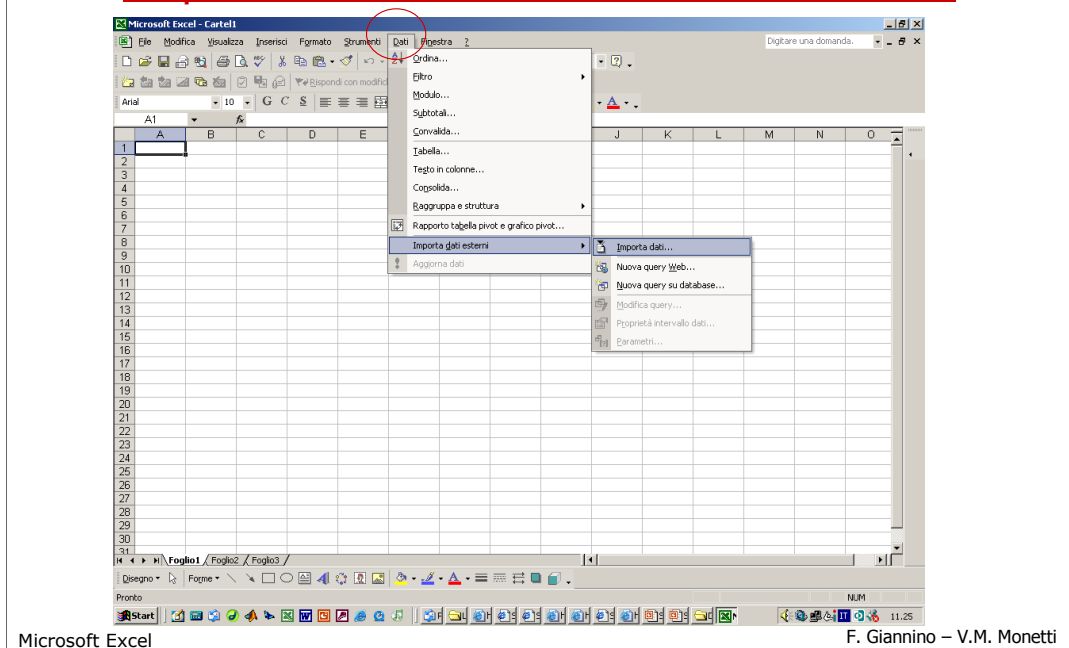 Microsoft Excel - Cartel1
File Modifica Visualizza Inserisci Formato Strumenti Dati Finestra ?
Digitare una domanda.
Ordina...
Filtro
Modulo...
Subtotali...
Convalida...
Tabella...
Testo in colonne...
Consolida...
Raggruppa e struttura
Rapporto tabella pivot e grafico pivot...
Importa dati esterni
Aggiorna dati
Importa dati...
Nuova query Web...
Nuova query su database...
Modifica query...
Proprietà intervallo dati...
Parametri...
Rispondi con modific
Arial 10 G C S
A1 fx
A B C D E J K L M N O
1
2
3
4
5
6
7
8
9
10
11
12
13
14
15
16
17
18
19
20
21
22
23
24
25
26
27
28
29
30
31
Foglio1 Foglio2 Foglio3
Disegno Forme
Pronto
NUM
Start
11.25
Microsoft Excel
F. Giannino – V.M. Monetti